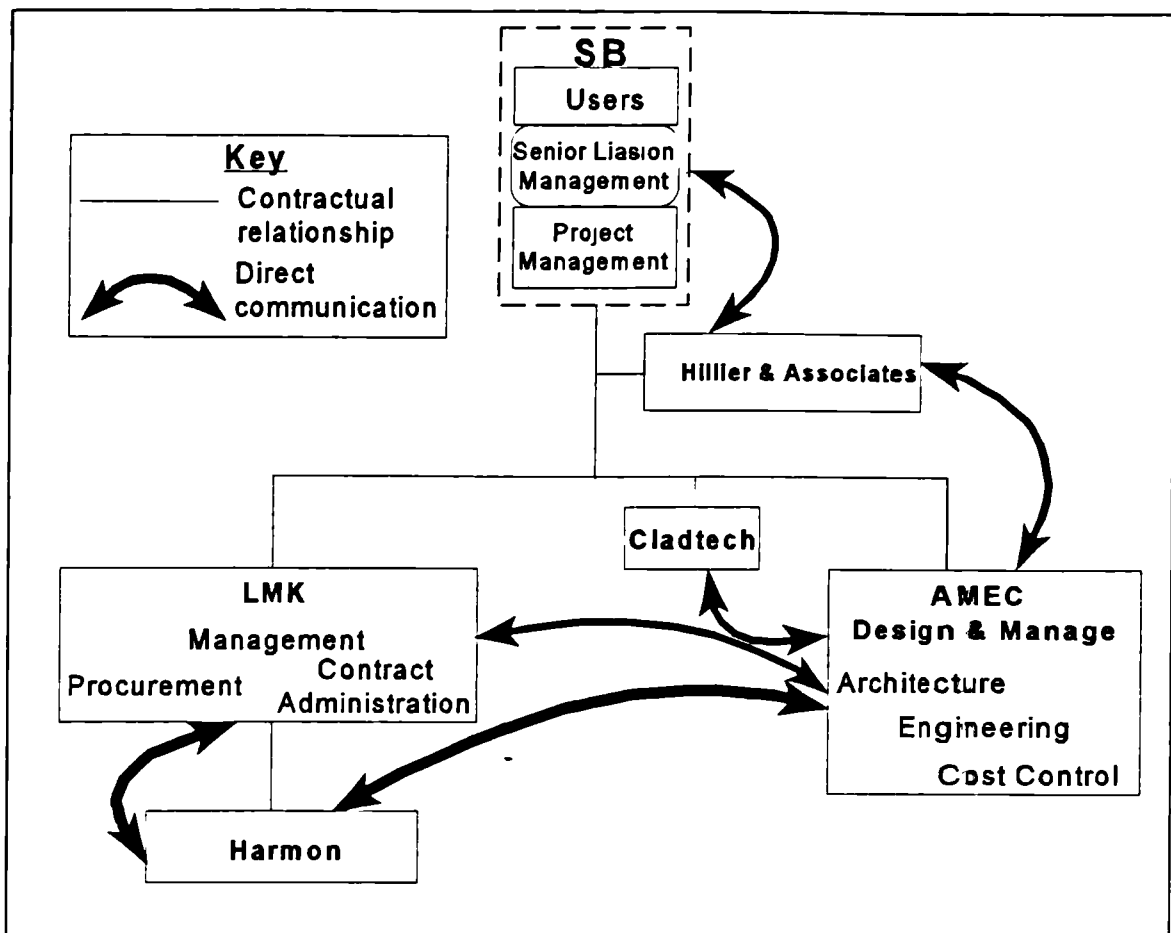 SB
Users
Senior Liasion
Management
Project
Management
Key
Contractual
relationship
Direct
communication
Hillier & Associates
Cladtech
LMK
Management
Procurement
Contract
Administration
AMEC
Design & Manage
Architecture
Engineering
Cost Control
Harmon